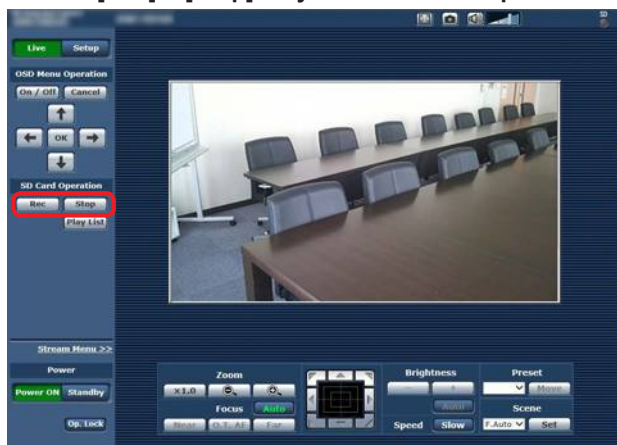 SD
Live Setup
OSD Menu Operation
On / Off Cancel
OK
SD Card Operation
Rec Stop
Play List
Stream Menu >>
Power
Power ON Standby
Op. Lock
Zoom
×1.0
Focus Auto
Near O.T. AF Far
Brightness
- +
Auto
Speed Slow
Preset
Move
Scene
F.Auto Set